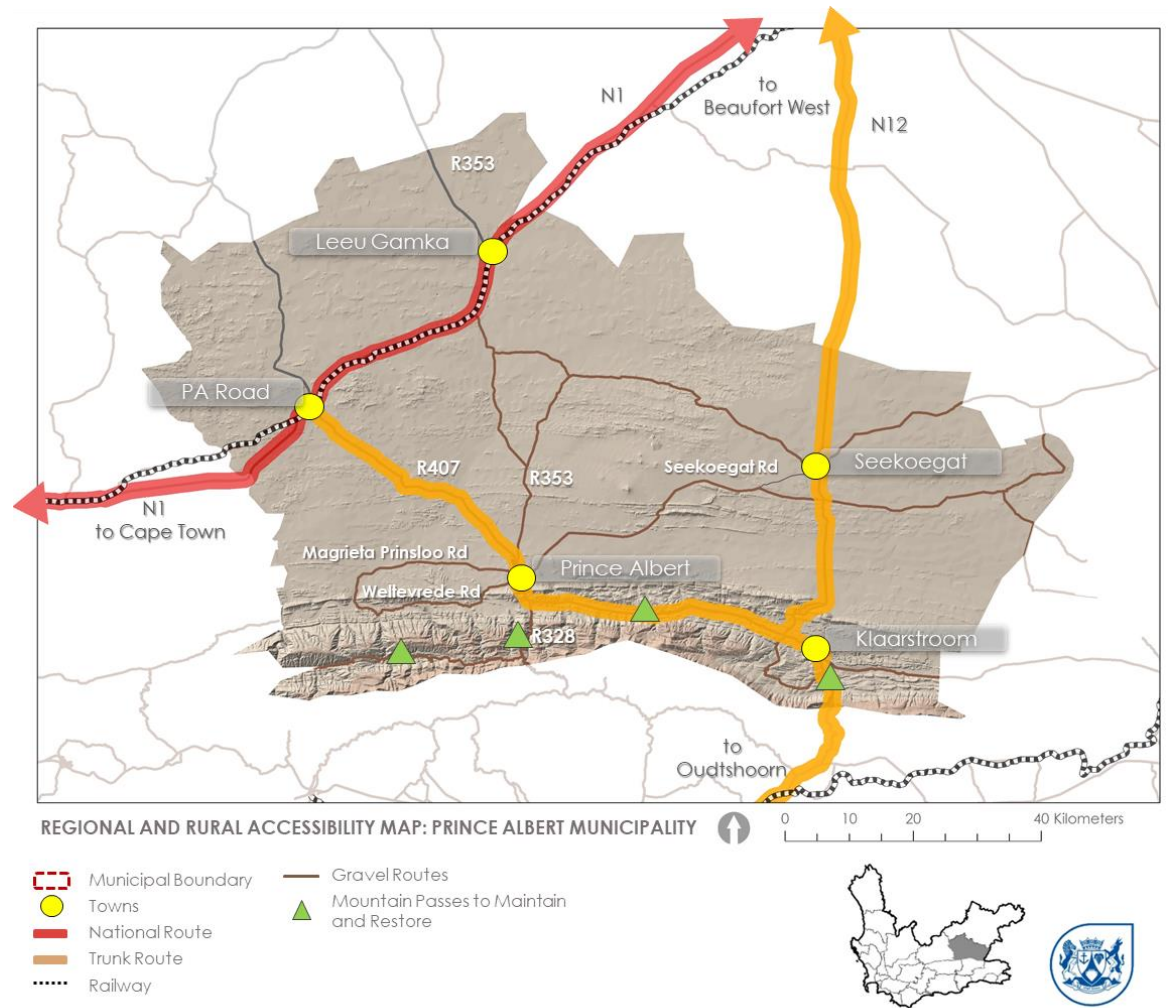 N1
to
Beaufort West
N12
R353
Leeu Gamka
PA Road
R407
R353
Seekoegat Rd
Seekoegat
N1
to Cape Town
Magrieta Prinsloo Rd
Prince Albert
Weltevrede Rd
R328
Klaarstroom
to
Oudtshoorn
REGIONAL AND RURAL ACCESSIBILITY MAP: PRINCE ALBERT MUNICIPALITY
0 10 20 40 Kilometers
Municipal Boundary
Towns
National Route
Trunk Route
Railway
Gravel Routes
Mountain Passes to Maintain
and Restore